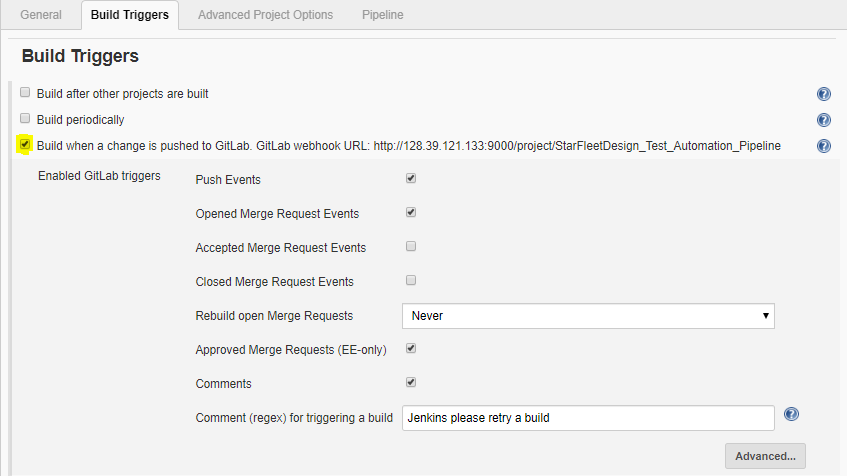 General
Build Triggers
Advanced Project Options
Pipeline
Build Triggers
Build after other projects are built
Build periodically
Build when a change is pushed to GitLab. GitLab webhook URL: http://128.39.121.133:9000/project/StarFleetDesign_Test_Automation_Pipeline
Enabled GitLab triggers
Push Events
Opened Merge Request Events
Accepted Merge Request Events
Closed Merge Request Events
Rebuild open Merge Requests
Never
Approved Merge Requests (EE-only)
Comments
Comment (regex) for triggering a build
Jenkins please retry a build
Advanced...